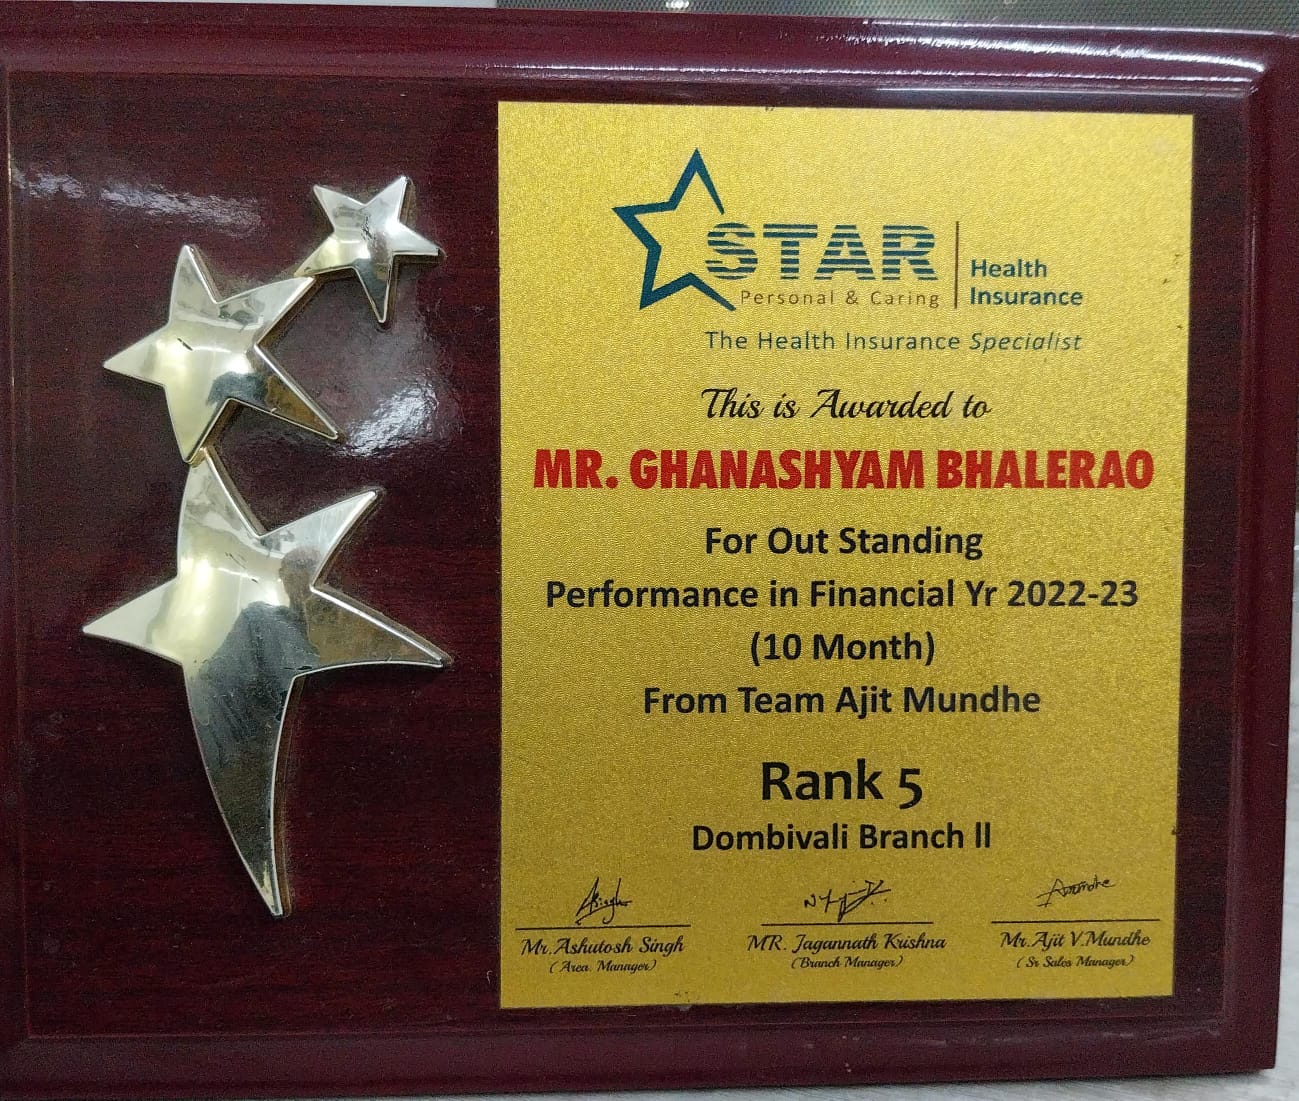 STAR
Personal & Caring
Health
Insurance
The Health Insurance Specialist
This is Awarded to
MR. GHANASHYAM BHALERAO
For Out Standing
Performance in Financial Yr 2022-23
(10 Month)
From Team Ajit Mundhe
Rank 5
Dombivali Branch ll
Mr.Ashutosh Singh
(Area. Manager)
MR. Jagannath Krishna
(Branch Manager)
Mr.Ajit V.Mundhe
(Sr Sales Manager)